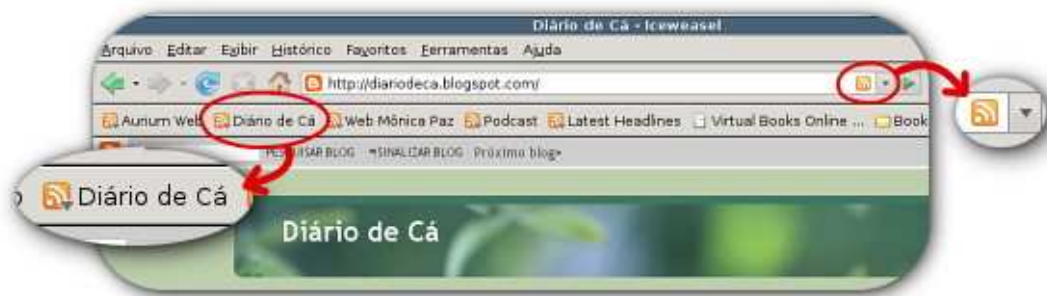 Diário de Cá - Iceweasel
Arquivo Editar Exibir Histórico Favoritos Ferramentas Ajuda
http://diariodeca.blogspot.com/
Aurium Web Diário de Cá Web Mônica Paz Podcast Latest Headlines Virtual Books Online ... Book
PESQUISAR BLOG SINALIZAR BLOG Próximo blog»
Diário de Cá
Diário de Cá